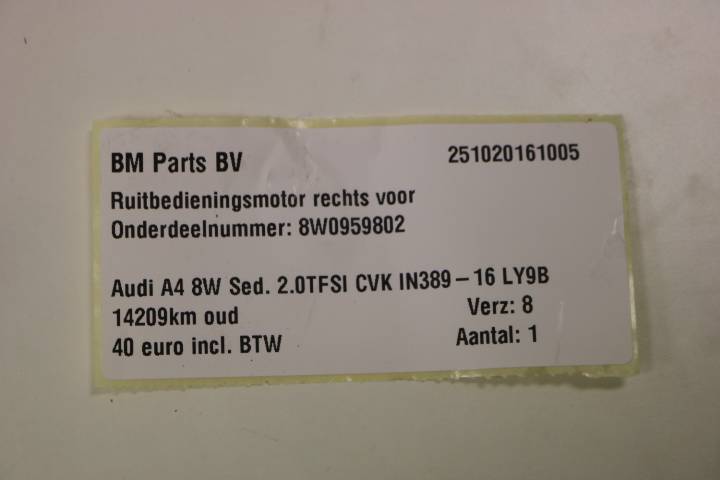 BM Parts BV 251020161005
Ruitbedieningsmotor rechts voor
Onderdeelnummer: 8W0959802
Audi A4 8W Sed. 2.0TFSI CVK IN389 – 16 LY9B
14209km oud Verz: 8
40 euro incl. BTW Aantal: 1